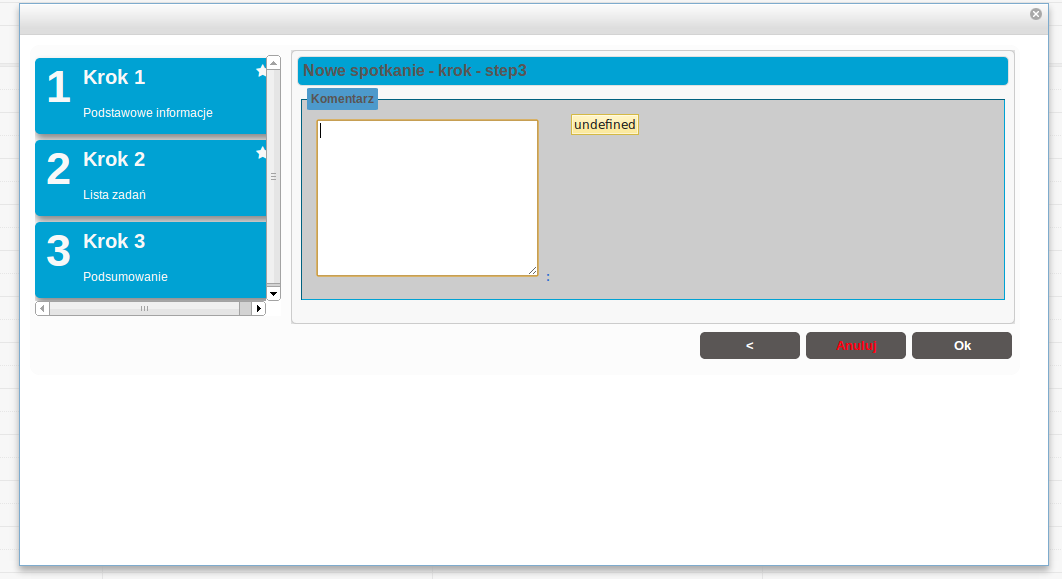 1
Krok 1
Podstawowe informacje
2
Krok 2
Lista zadań
3
Krok 3
Podsumowanie
Nowe spotkanie - krok - step3
Komentarz
undefined
:
<
Anuluj
Ok